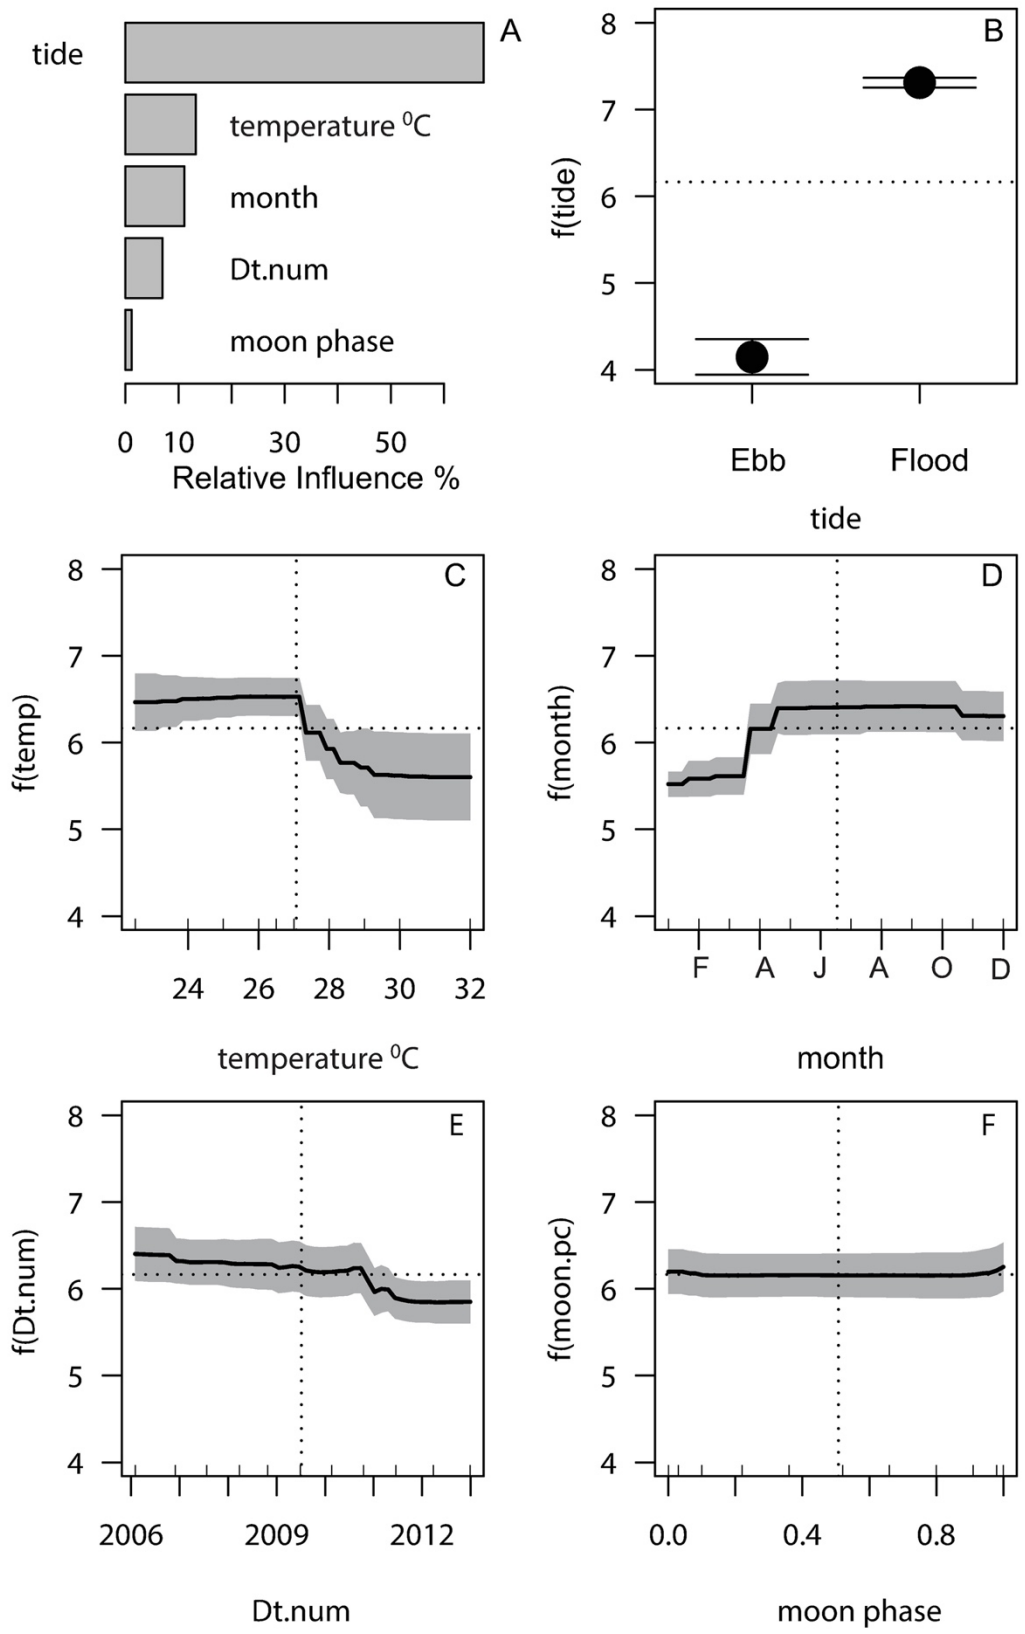 A
tide
temperature ⁰C
month
Dt.num
moon phase
0 10 30 50
Relative Influence %
B
8
7
6
5
4
f(tide)
Ebb Flood
tide
C
8
7
6
5
4
f(temp)
24 26 28 30 32
temperature ⁰C
D
8
7
6
5
4
f(month)
F A J A O D
month
E
8
7
6
5
4
f(Dt.num)
2006 2009 2012
Dt.num
F
8
7
6
5
4
f(moon.pc)
0.0 0.4 0.8
moon phase